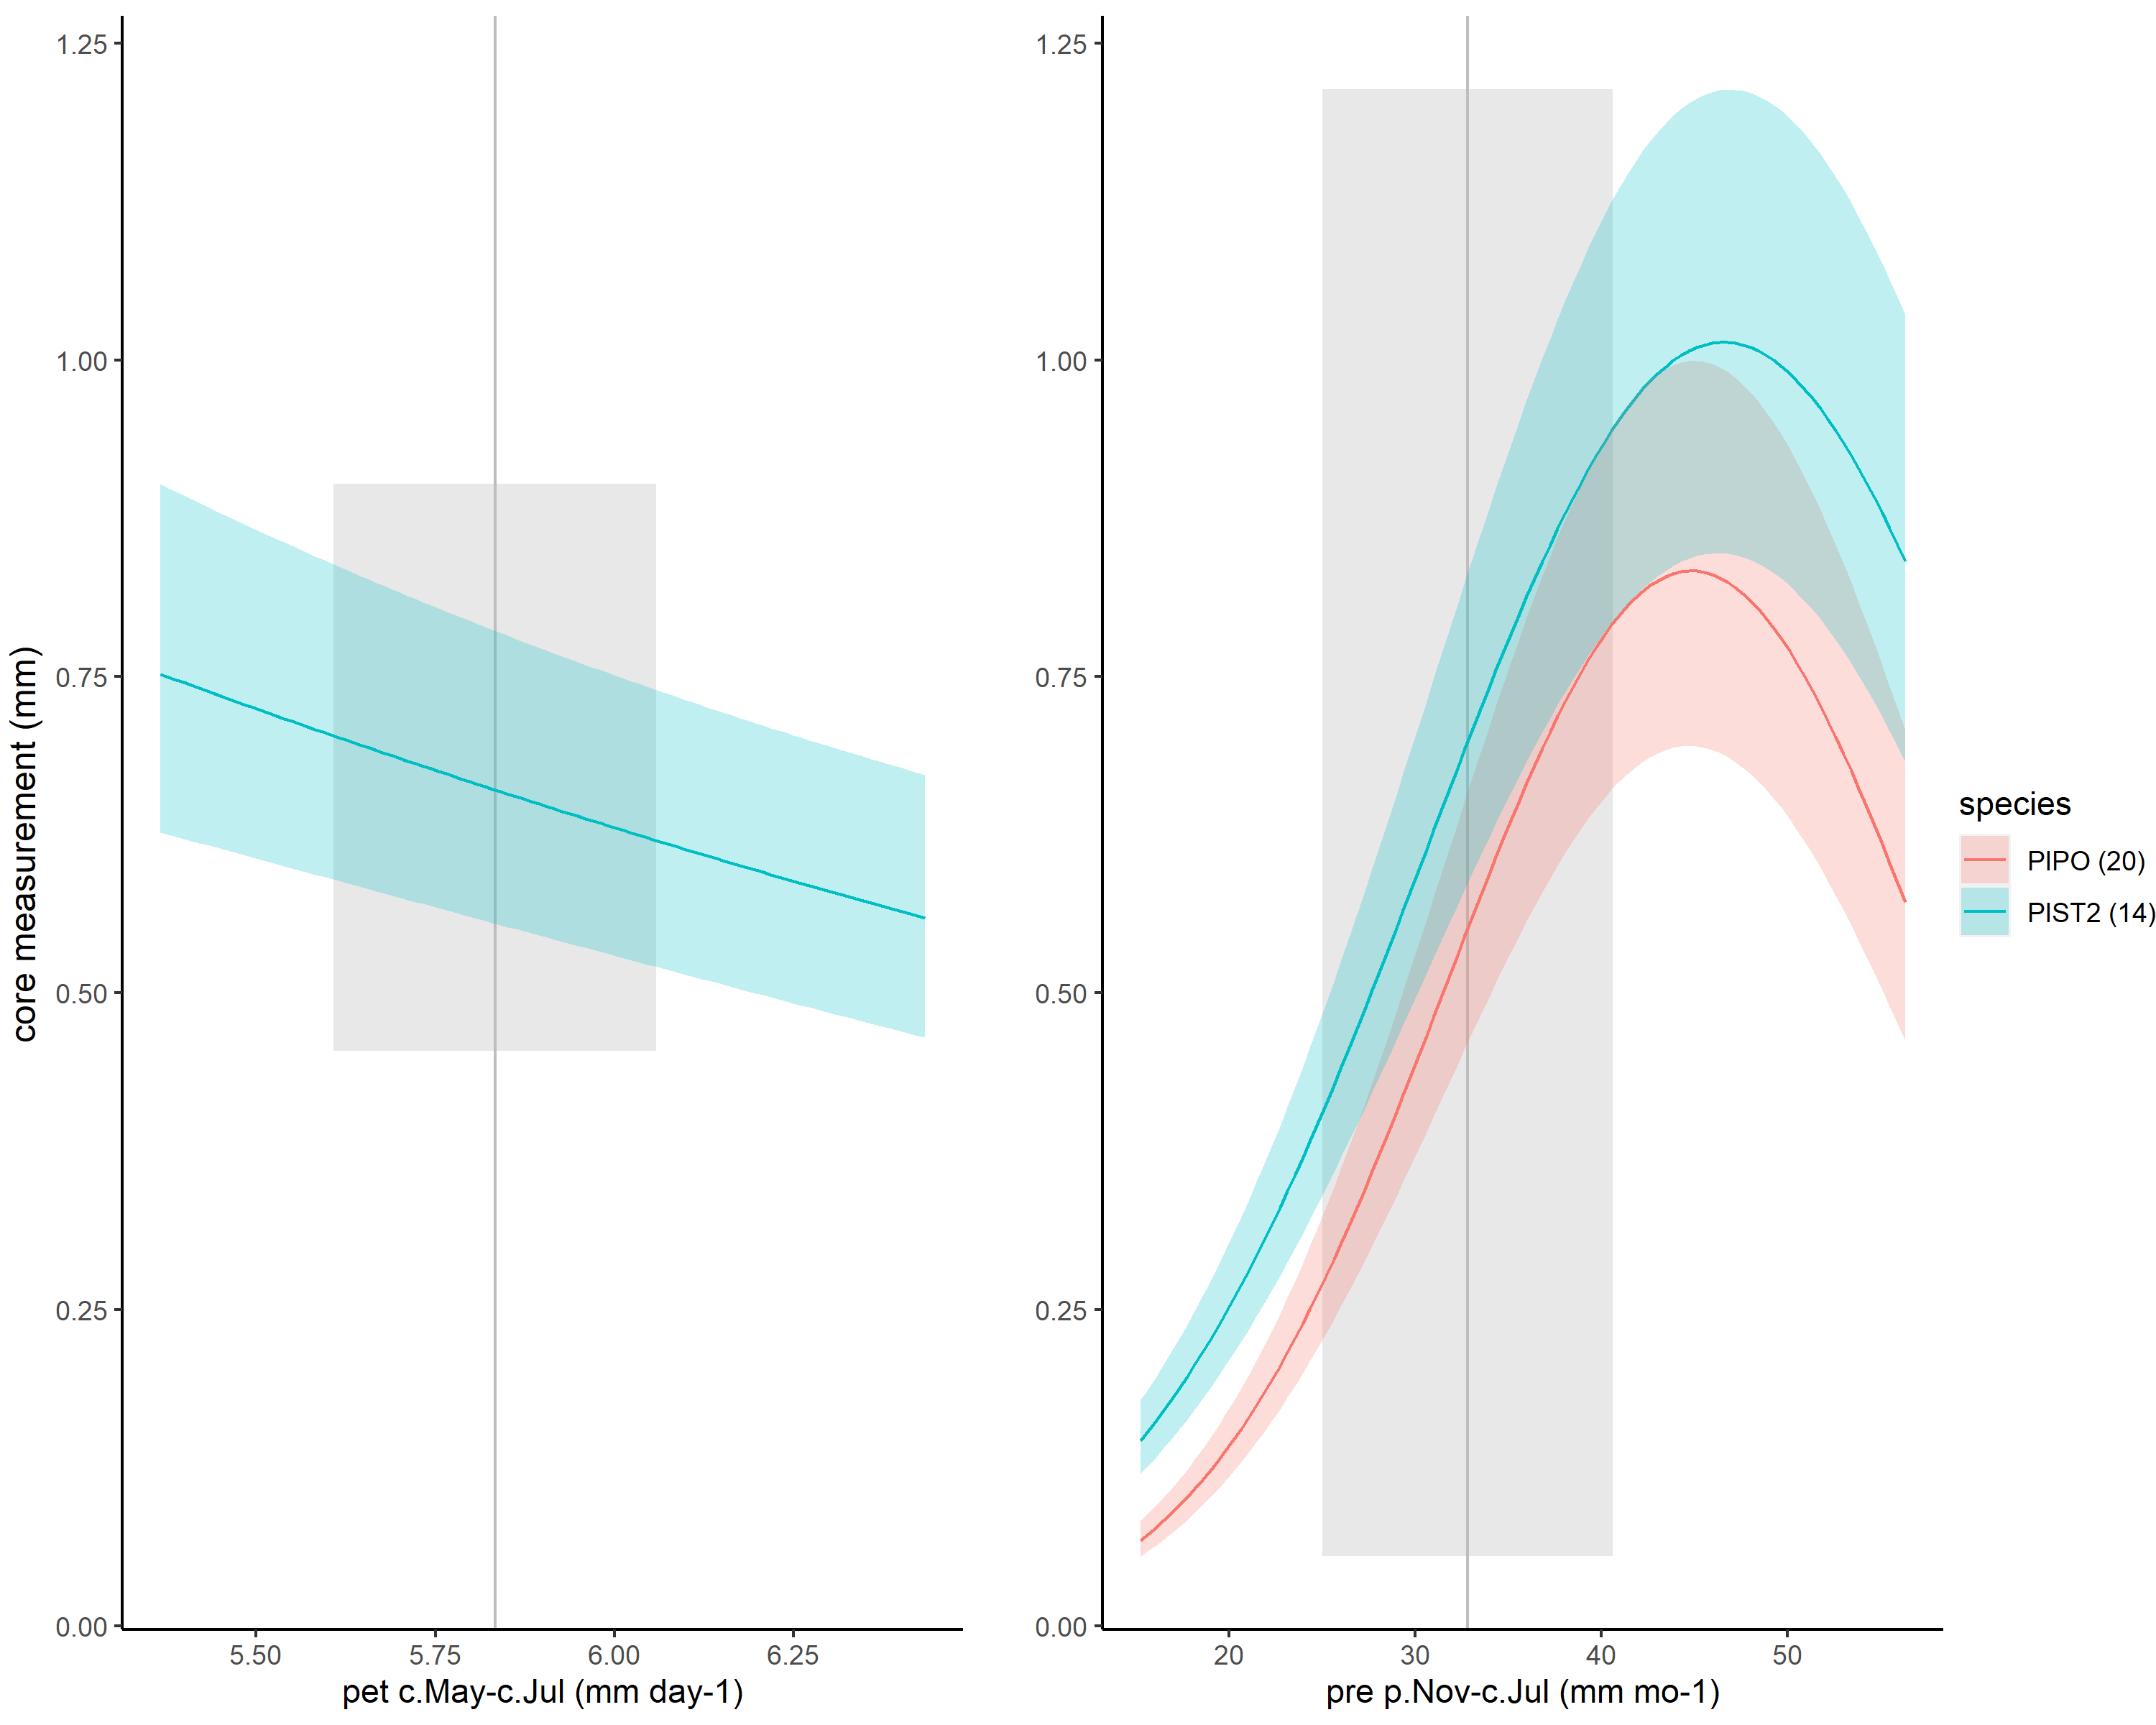 core measurement (mm)
1.25
1.00
0.75
0.50
0.25
0.00
5.50 5.75 6.00 6.25
pet c.May-c.Jul (mm day-1)
1.25
1.00
0.75
0.50
0.25
0.00
20 30 40 50
pre p.Nov-c.Jul (mm mo-1)
species
PIPO (20)
PIST2 (14)